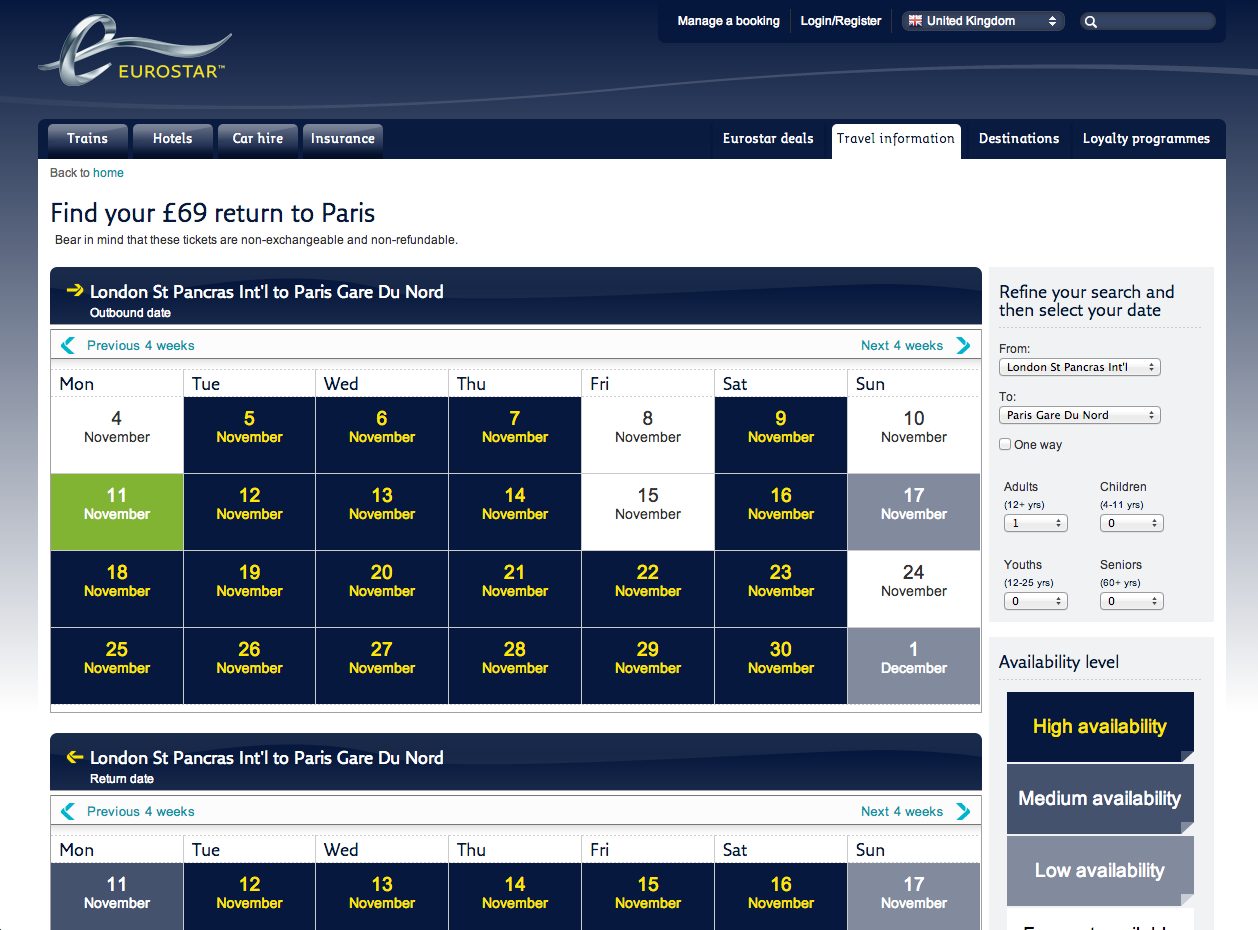 Manage a booking
Login/Register
United Kingdom
EUROSTAR™
Trains
Hotels
Car hire
Insurance
Eurostar deals
Travel information
Destinations
Loyalty programmes
Back to home
Find your £69 return to Paris
Bear in mind that these tickets are non-exchangeable and non-refundable.
London St Pancras Int'l to Paris Gare Du Nord
Outbound date
Previous 4 weeks
Next 4 weeks
Mon Tue Wed Thu Fri Sat Sun
4 5 6 7 8 9 10
November November November November November November November
11 12 13 14 15 16 17
November November November November November November November
18 19 20 21 22 23 24
November November November November November November November
25 26 27 28 29 30 1
November November November November November November December
London St Pancras Int'l to Paris Gare Du Nord
Return date
Previous 4 weeks
Next 4 weeks
Mon Tue Wed Thu Fri Sat Sun
11 12 13 14 15 16 17
November November November November November November November
Refine your search and
then select your date
From:
London St Pancras Int'l
To:
Paris Gare Du Nord
One way
Adults Children
(12+ yrs) (4-11 yrs)
1 0
Youths Seniors
(12-25 yrs) (60+ yrs)
0 0
Availability level
High availability
Medium availability
Low availability